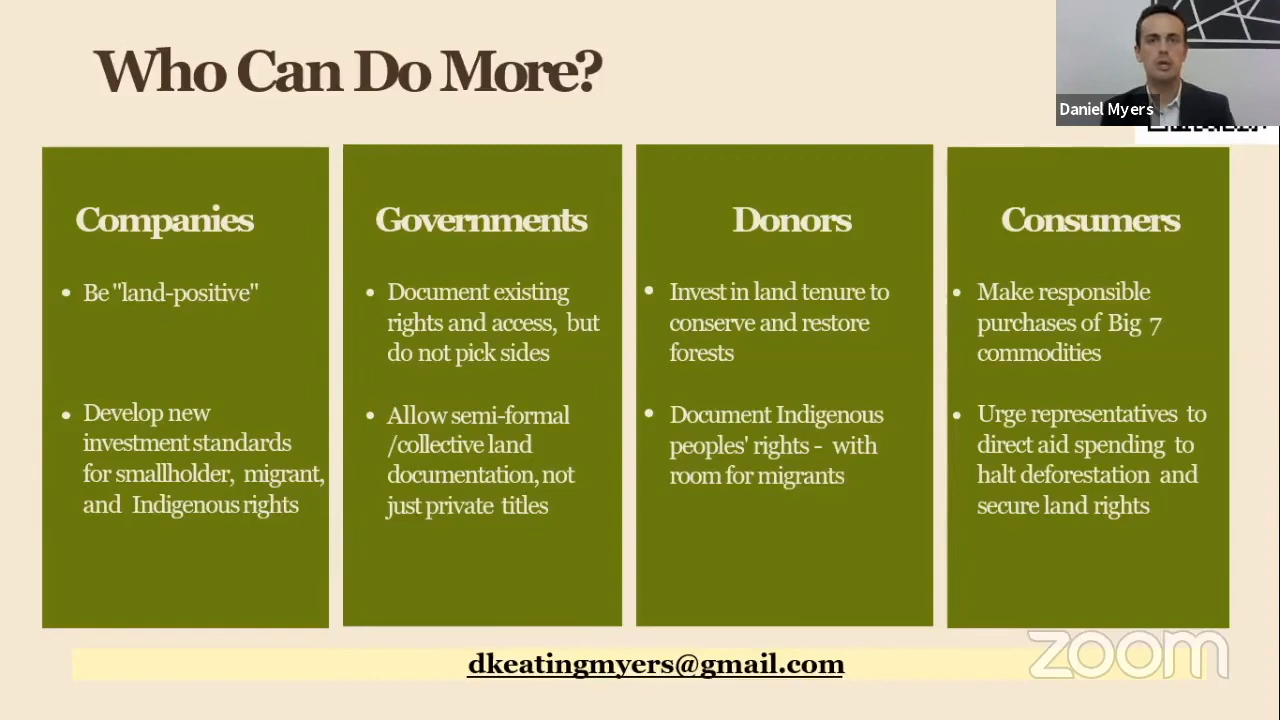 Who Can Do More?
Daniel Myers
Companies
• Be "land-positive"
• Develop new
investment standards
for smallholder, migrant,
and Indigenous rights
Governments
• Document existing
rights and access, but
do not pick sides
• Allow semi-formal
/collective land
documentation, not
just private titles
Donors
• Invest in land tenure to
conserve and restore
forests
• Document Indigenous
peoples' rights - with
room for migrants
Consumers
• Make responsible
purchases of Big 7
commodities
• Urge representatives to
direct aid spending to
halt deforestation and
secure land rights
dkeatingmyers@gmail.com
zoom